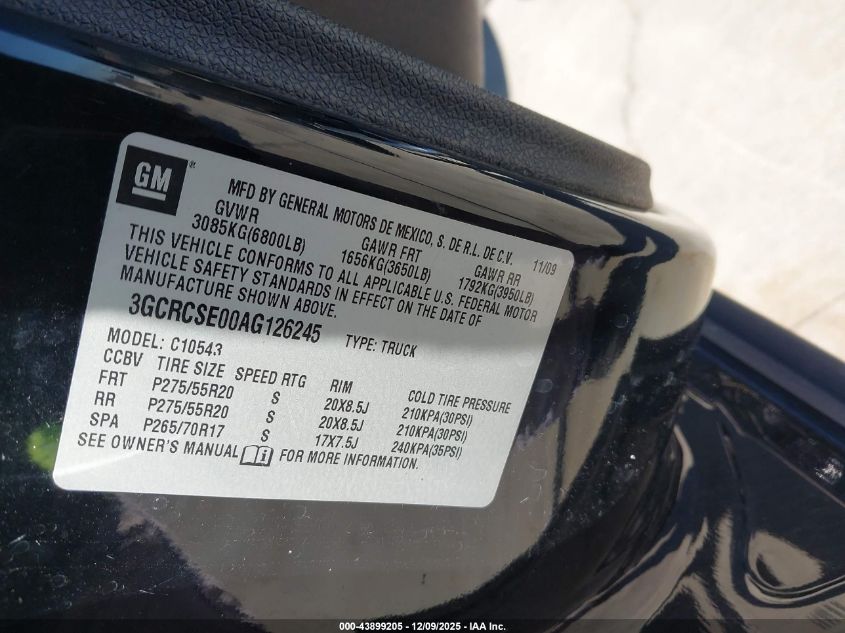 GM ®
MFD BY GENERAL MOTORS DE MEXICO, S. DE R.L. DE C.V. 11/09
GVWR GAWR FRT GAWR RR
3085KG(6800LB) 1656KG(3650LB) 1792KG(3950LB)
THIS VEHICLE CONFORMS TO ALL APPLICABLE U.S. FEDERAL MOTOR
VEHICLE SAFETY STANDARDS IN EFFECT ON THE DATE OF
MANUFACTURE SHOWN ABOVE.
3GCRCSE00AG126245 TYPE: TRUCK
MODEL: C10543
CCBV TIRE SIZE SPEED RTG RIM COLD TIRE PRESSURE
FRT P275/55R20 S 20X8.5J 210KPA(30PSI)
RR P275/55R20 S 20X8.5J 210KPA(30PSI)
SPA P265/70R17 S 17X7.5J 240KPA(35PSI)
SEE OWNER'S MANUAL FOR MORE INFORMATION.
000-43899205 - 12/09/2025 - IAA Inc.